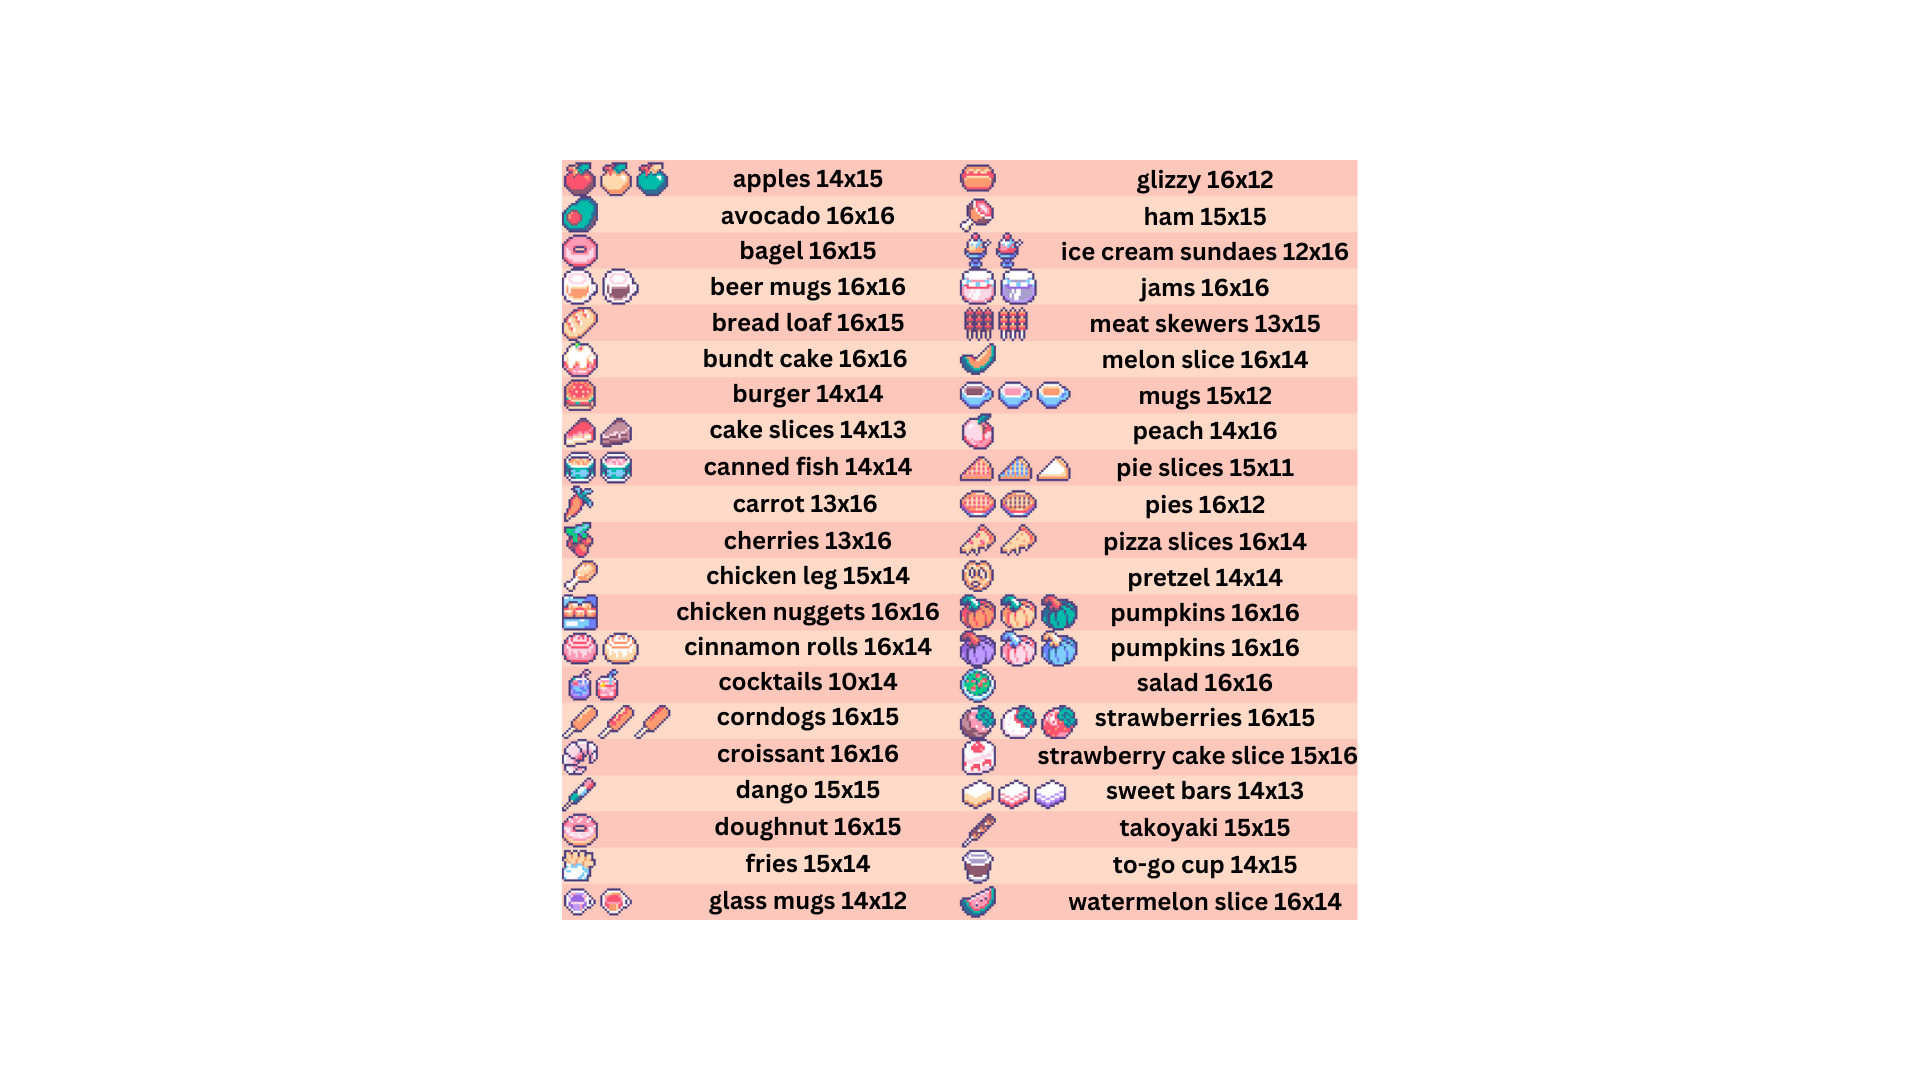 apples 14x15
avocado 16x16
bagel 16x15
beer mugs 16x16
bread loaf 16x15
bundt cake 16x16
burger 14x14
cake slices 14x13
canned fish 14x14
carrot 13x16
cherries 13x16
chicken leg 15x14
chicken nuggets 16x16
cinnamon rolls 16x14
cocktails 10x14
corndogs 16x15
croissant 16x16
dango 15x15
doughnut 16x15
fries 15x14
glass mugs 14x12
glizzy 16x12
ham 15x15
ice cream sundaes 12x16
jams 16x16
meat skewers 13x15
melon slice 16x14
mugs 15x12
peach 14x16
pie slices 15x11
pies 16x12
pizza slices 16x14
pretzel 14x14
pumpkins 16x16
pumpkins 16x16
salad 16x16
strawberries 16x15
strawberry cake slice 15x16
sweet bars 14x13
takoyaki 15x15
to-go cup 14x15
watermelon slice 16x14